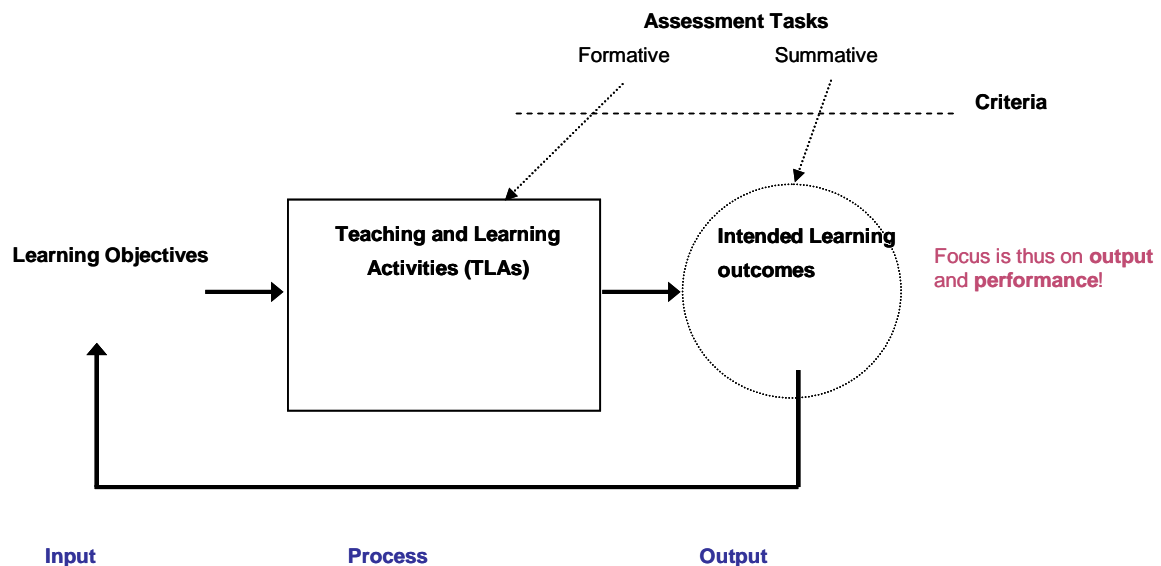 Assessment Tasks
Formative
Summative
Criteria
Learning Objectives
Teaching and Learning
Activities (TLAs)
Intended Learning
outcomes
Focus is thus on output
and performance!
Input
Process
Output